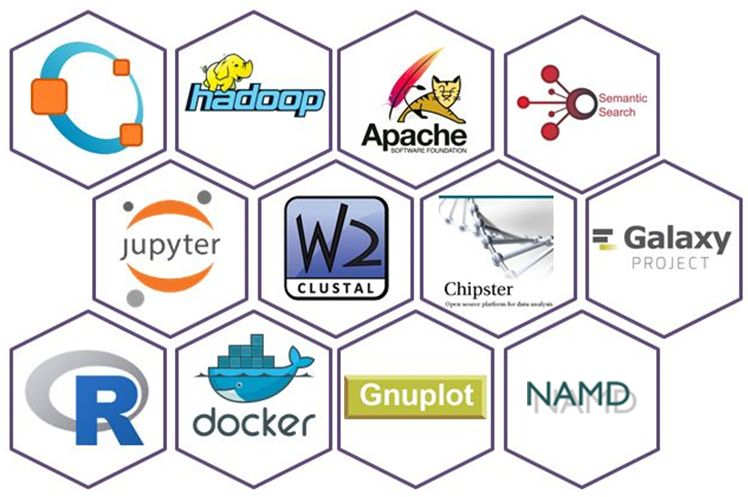 hadoop
Apache
SOFTWARE FOUNDATION
Semantic
Search
jupyter
W2
CLUSTAL
Chipster
Open source platform for data analysis
Galaxy
PROJECT
R
docker
Gnuplot
NAMD